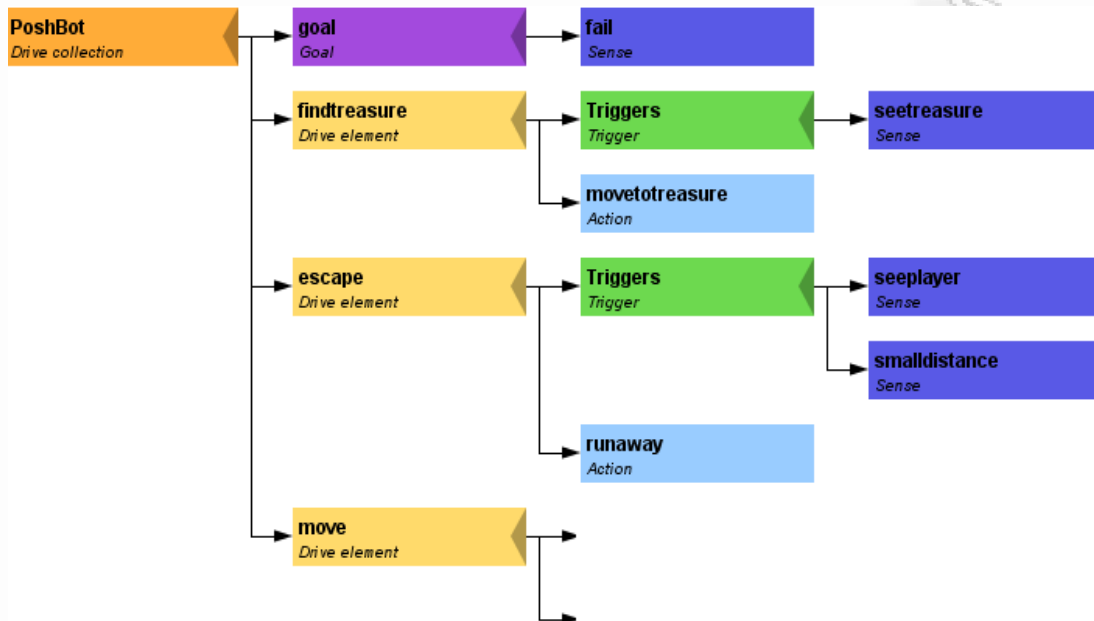 PoshBot
Drive collection
goal
Goal
fail
Sense
findtreasure
Drive element
Triggers
Trigger
seetreasure
Sense
movetotreasure
Action
escape
Drive element
Triggers
Trigger
seeplayer
Sense
smalldistance
Sense
runaway
Action
move
Drive element